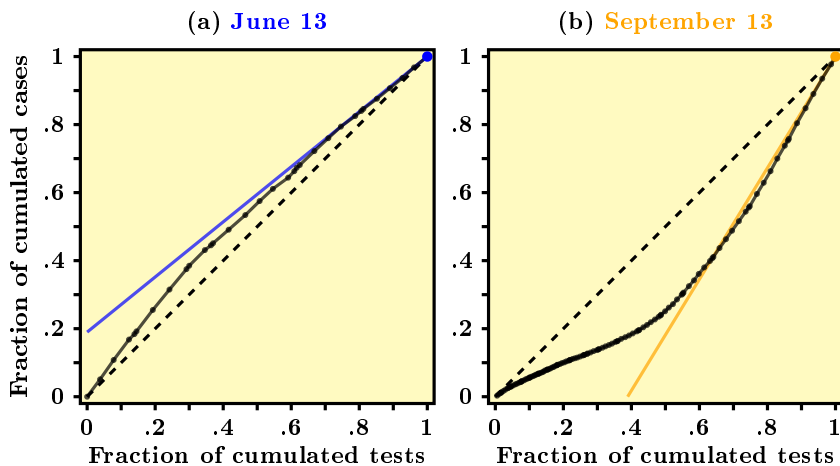 (a) June 13
(b) September 13
Fraction of cumulated cases
1
.8
.6
.4
.2
0
0 .2 .4 .6 .8 1
Fraction of cumulated tests
1
.8
.6
.4
.2
0
0 .2 .4 .6 .8 1
Fraction of cumulated tests